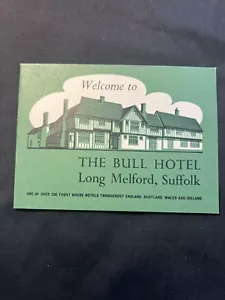 Welcome to
THE BULL HOTEL
Long Melford, Suffolk
ONE OF OVER 200 TRUST HOUSE HOTELS THROUGHOUT ENGLAND, SCOTLAND, WALES AND IRELAND